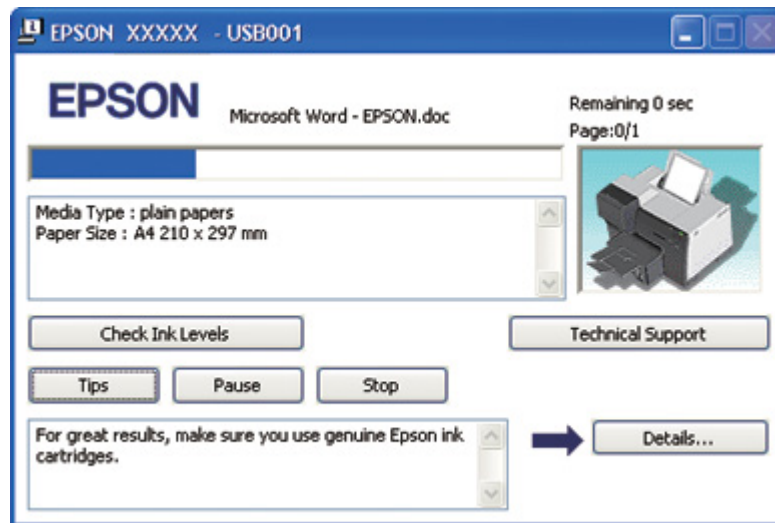 EPSON XXXXX - USB001
EPSON
Microsoft Word - EPSON.doc
Remaining 0 sec
Page:0/1
Media Type : plain papers
Paper Size : A4 210 x 297 mm
Check Ink Levels
Technical Support
Tips
Pause
Stop
For great results, make sure you use genuine Epson ink
cartridges.
Details...